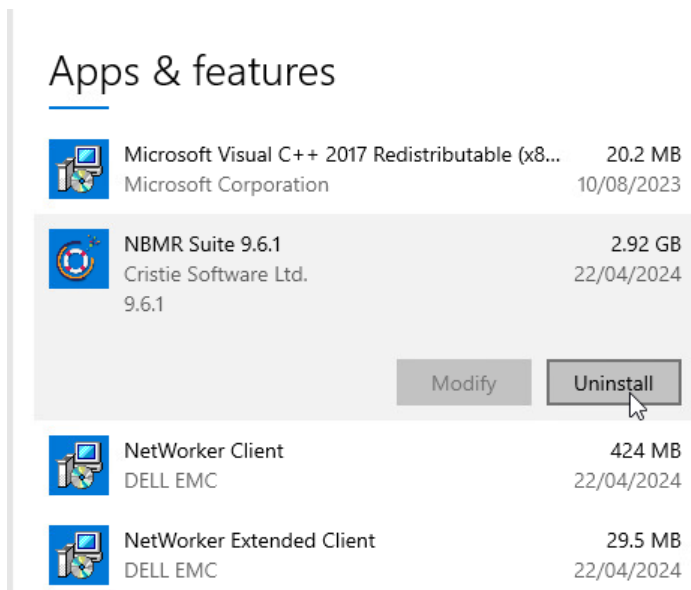 Apps & features
Microsoft Visual C++ 2017 Redistributable (x8... 20.2 MB
Microsoft Corporation 10/08/2023
NBMR Suite 9.6.1 2.92 GB
Cristie Software Ltd. 22/04/2024
9.6.1
Modify Uninstall
NetWorker Client 424 MB
DELL EMC 22/04/2024
NetWorker Extended Client 29.5 MB
DELL EMC 22/04/2024